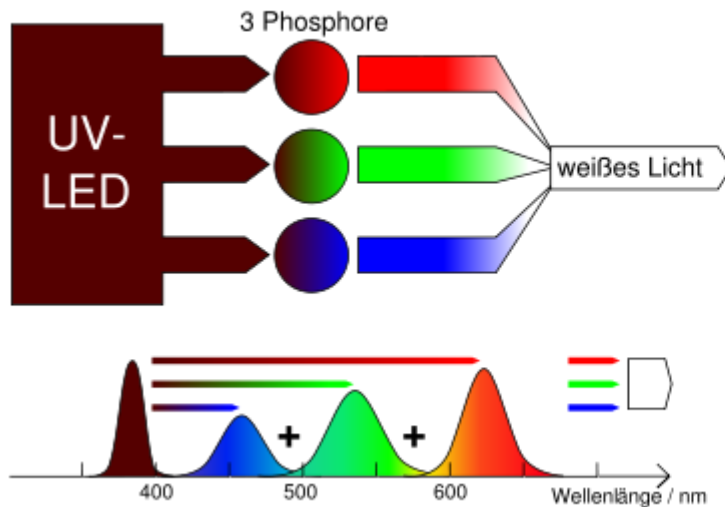 3 Phosphore
UV-
LED
weißes Licht
+ +
400 500 600 Wellenlänge / nm